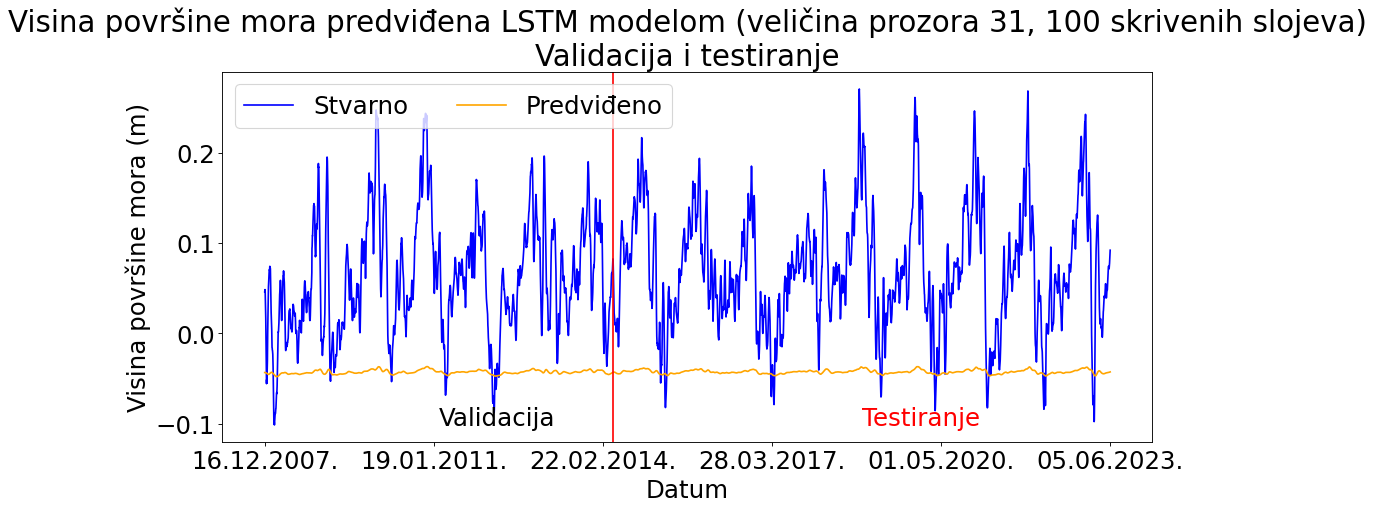 Visina površine mora predviđena LSTM modelom (veličina prozora 31, 100 skrivenih slojeva)
Validacija i testiranje
Stvarno
Predviđeno
Visina površine mora (m)
0.2
0.1
0.0
−0.1
Validacija
Testiranje
16.12.2007.
19.01.2011.
22.02.2014.
28.03.2017.
01.05.2020.
05.06.2023.
Datum